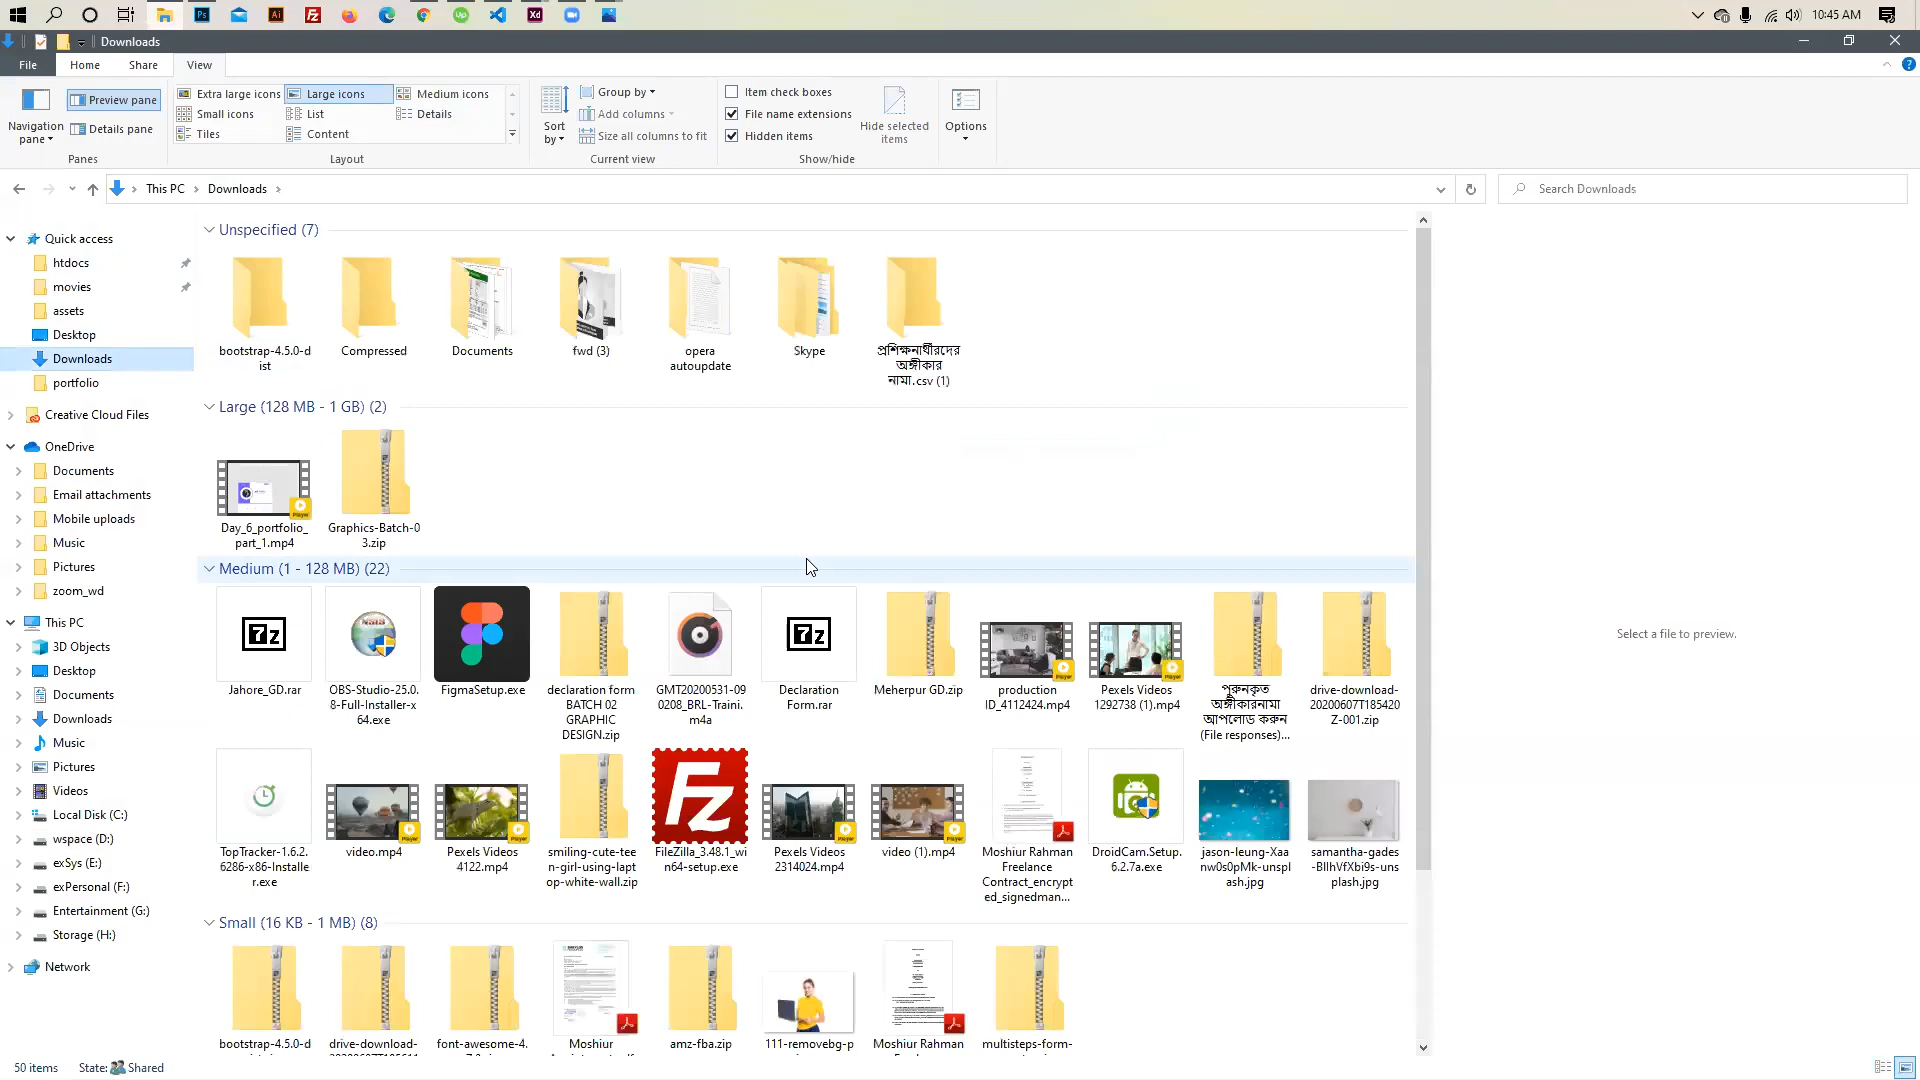 10:45 AM
Downloads
File Home Share View
Navigation pane
Preview pane
Details pane
Panes
Extra large icons Large icons Medium icons
Small icons List Details
Tiles Content
Layout
Sort by
Group by
Add columns
Size all columns to fit
Current view
Item check boxes
File name extensions
Hidden items
Hide selected items
Show/hide
Options
This PC > Downloads >
Search Downloads
Quick access
htdocs
movies
assets
Desktop
Downloads
portfolio
Creative Cloud Files
OneDrive
Documents
Email attachments
Mobile uploads
Music
Pictures
zoom_wd
This PC
3D Objects
Desktop
Documents
Downloads
Music
Pictures
Videos
Local Disk (C:)
wspace (D:)
exSys (E:)
exPersonal (F:)
Entertainment (G:)
Storage (H:)
Network
Unspecified (7)
bootstrap-4.5.0-d
ist
Compressed
Documents
fwd (3)
opera
autoupdate
Skype
প্রশিক্ষনার্থীরদের
অঙ্গীকার
নামা.csv (1)
Large (128 MB - 1 GB) (2)
Day_6_portfolio_
part_1.mp4
Graphics-Batch-0
3.zip
Medium (1 - 128 MB) (22)
Jahore_GD.rar
OBS-Studio-25.0.
8-Full-Installer-x
64.exe
FigmaSetup.exe
declaration form
BATCH 02
GRAPHIC
DESIGN.zip
GMT20200531-09
0208_BRL-Traini.
m4a
Declaration
Form.rar
Meherpur GD.zip
production
ID_4112424.mp4
Pexels Videos
1292738 (1).mp4
পুরুনকৃত
অঙ্গীকারনামা
আপলোড করুন
(File responses)...
drive-download-
20200607T185420
Z-001.zip
TopTracker-1.6.2.
6286-x86-Installe
r.exe
video.mp4
Pexels Videos
4122.mp4
smiling-cute-tee
n-girl-using-lapt
op-white-wall.zip
FileZilla_3.48.1_wi
n64-setup.exe
Pexels Videos
2314024.mp4
video (1).mp4
Moshiur Rahman
Freelance
Contract_encrypt
ed_signedman...
DroidCam.Setup.
6.2.7a.exe
jason-leung-Xaa
nw0s0pMk-unspl
ash.jpg
samantha-gades
-BlIhVfXbi9s-uns
plash.jpg
Small (16 KB - 1 MB) (8)
bootstrap-4.5.0-d
drive-download-
font-awesome-4.
Moshiur
amz-fba.zip
111-removebg-p
Moshiur Rahman
multisteps-form-
Select a file to preview.
50 items State: Shared